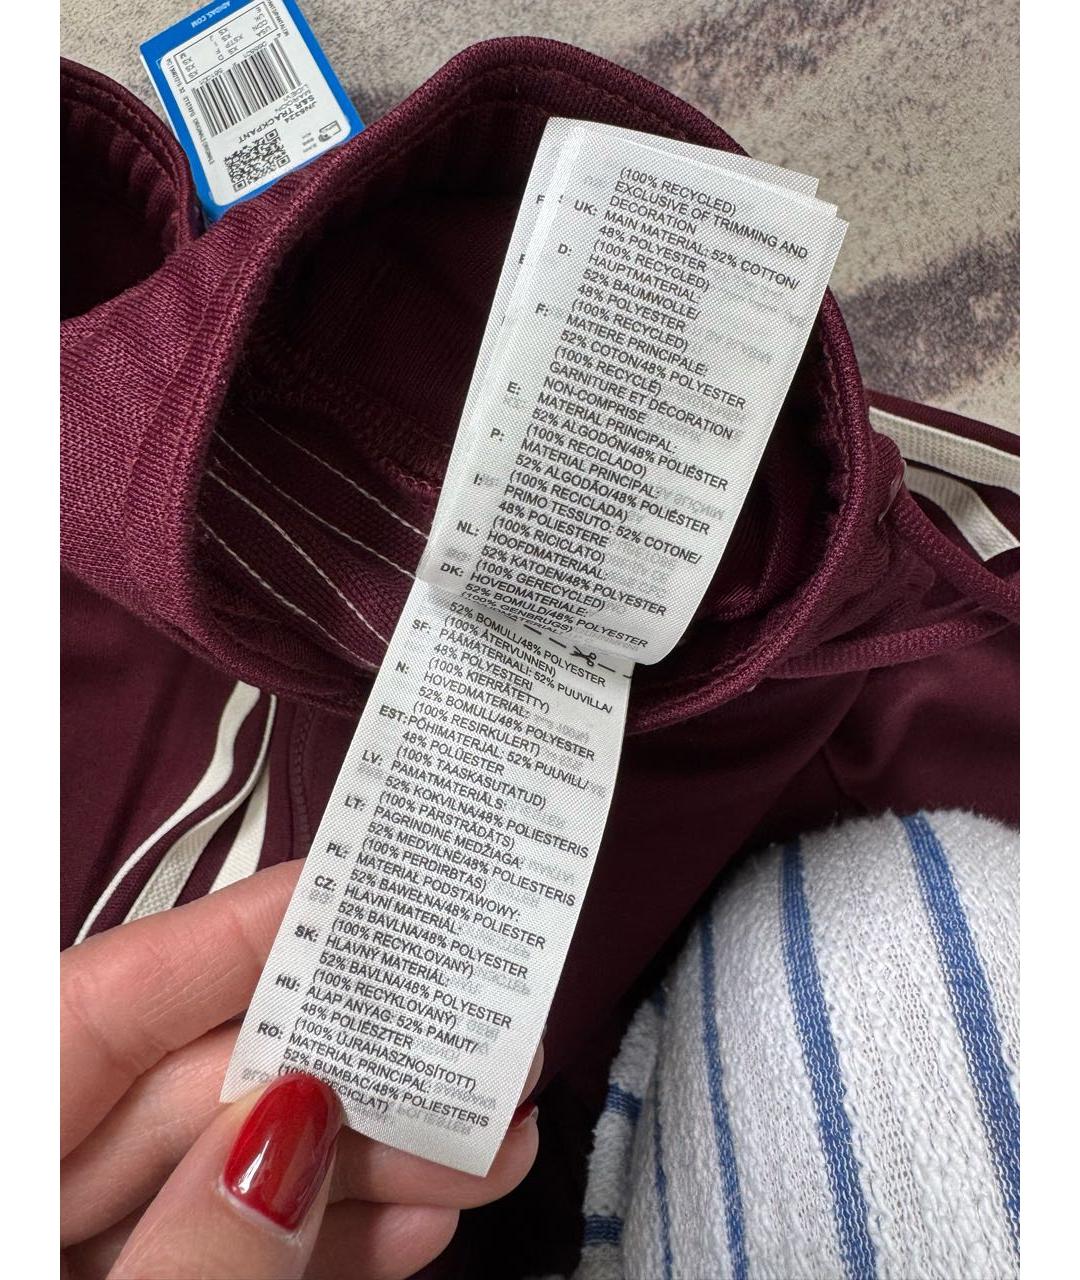 ADIDAS.COM
JN6324
S&R TRACKPANT
MAROON
(100% RECYCLED)
EXCLUSIVE OF TRIMMING AND
DECORATION
UK: MAIN MATERIAL: 52% COTTON/
48% POLYESTER
(100% RECYCLED)
D: HAUPTMATERIAL:
52% BAUMWOLLE/
48% POLYESTER
(100% RECYCLED)
F: MATIERE PRINCIPALE:
52% COTON/48% POLYESTER
(100% RECYCLÉ)
GARNITURE ET DÉCORATION
NON-COMPRISE
E: MATERIAL PRINCIPAL:
52% ALGODÓN/48% POLIÉSTER
(100% RECICLADO)
P: MATERIAL PRINCIPAL:
52% ALGODÃO/48% POLIÉSTER
(100% RECICLADA)
I: PRIMO TESSUTO: 52% COTONE/
48% POLIESTERE
(100% RICICLATO)
NL: HOOFDMATERIAAL:
52% KATOEN/48% POLYESTER
(100% GERECYCLED)
DK: HOVEDMATERIALE:
52% BOMULD/48% POLYESTER
(100% GENBRUGS)
52% BOMULL/48% POLYESTER
(100% ÅTERVUNNEN)
SF: PÄÄMATERIAALI: 52% PUUVILLA/
48% POLYESTERI
(100% KIERRÄTETTY)
N: HOVEDMATERIAL:
52% BOMULL/48% POLYESTER
(100% RESIRKULERT)
EST: PÕHIMATERJAL: 52% PUUVILL/
48% POLÜESTER
(100% TAASKASUTATUD)
LV: PAMATMATERIĀLS:
52% KOKVILNA/48% POLIESTERIS
(100% PĀRSTRĀDĀTS)
LT: PAGRINDINE MEDŽIAGA:
52% MEDVILNĖ/48% POLIESTERIS
(100% PERDIRBTAS)
PL: MATERIAŁ PODSTAWOWY:
52% BAWEŁNA/48% POLIESTER
CZ: HLAVNÍ MATERIÁL:
52% BAVLNA/48% POLYESTER
(100% RECYKLOVANÝ)
SK: HLAVNÝ MATERIÁL:
52% BAVLNA/48% POLYESTER
(100% RECYKLOVANÝ)
HU: ALAP ANYAG: 52% PAMUT/
48% POLIÉSZTER
(100% ÚJRAHASZNOSÍTOTT)
RO: MATERIAL PRINCIPAL:
52% BUMBAC/48% POLIESTERIS